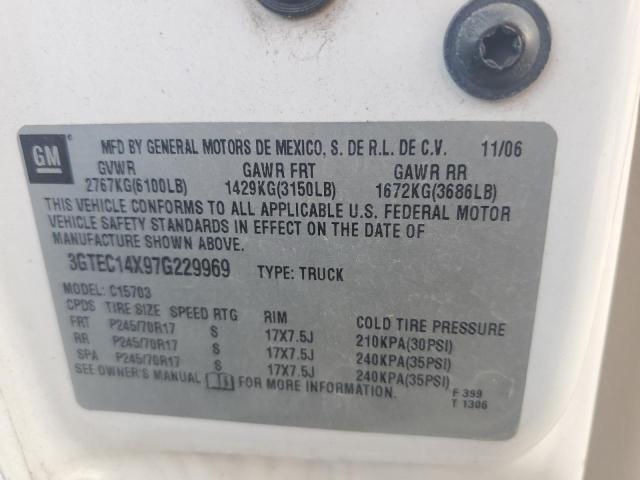 GM ® MFD BY GENERAL MOTORS DE MEXICO, S. DE R.L. DE C.V. 11/06
GVWR GAWR FRT GAWR RR
2767KG(6100LB) 1429KG(3150LB) 1672KG(3686LB)
THIS VEHICLE CONFORMS TO ALL APPLICABLE U.S. FEDERAL MOTOR
VEHICLE SAFETY STANDARDS IN EFFECT ON THE DATE OF
MANUFACTURE SHOWN ABOVE.
3GTEC14X97G229969 TYPE: TRUCK
MODEL: C15703
CPDS TIRE SIZE SPEED RTG RIM COLD TIRE PRESSURE
FRT P245/70R17 S 17X7.5J 210KPA(30PSI)
RR P245/70R17 S 17X7.5J 240KPA(35PSI)
SPA P245/70R17 S 17X7.5J 240KPA(35PSI)
SEE OWNER'S MANUAL FOR MORE INFORMATION.
F 399
T 1306